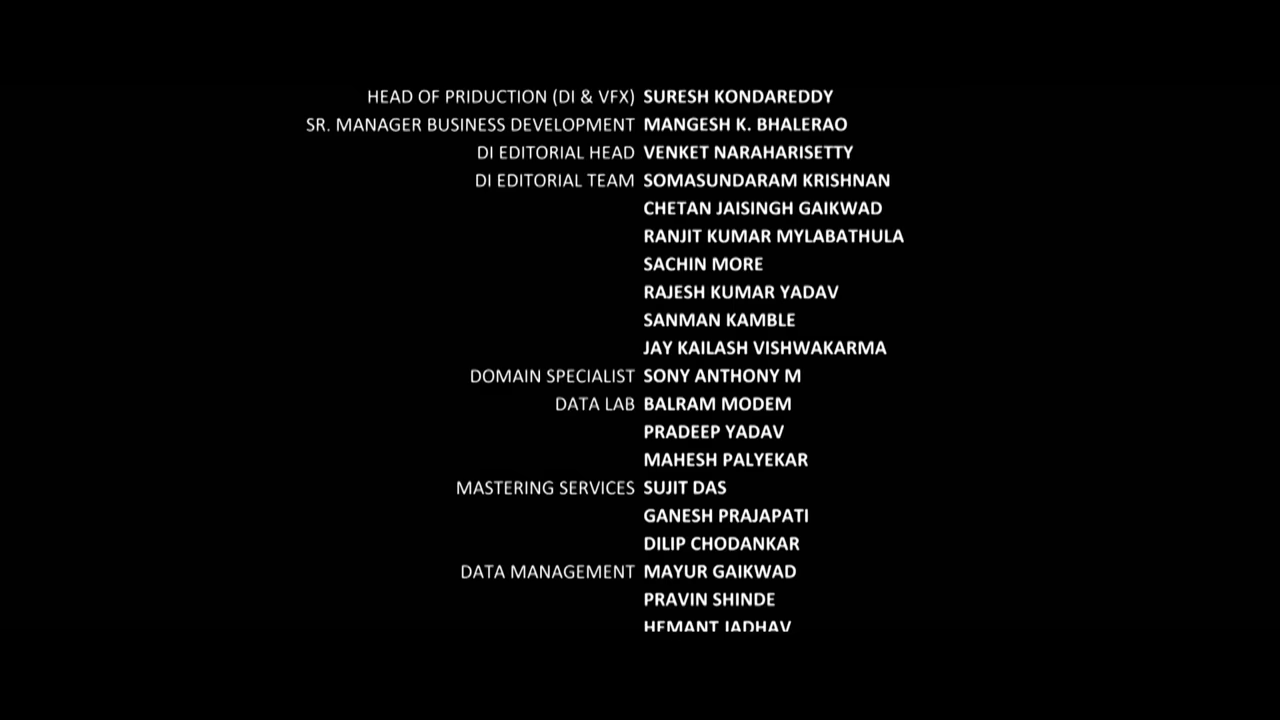 HEAD OF PRIDUCTION (DI & VFX) SURESH KONDAREDDY
SR. MANAGER BUSINESS DEVELOPMENT MANGESH K. BHALERAO
DI EDITORIAL HEAD VENKET NARAHARISETTY
DI EDITORIAL TEAM SOMASUNDARAM KRISHNAN
CHETAN JAISINGH GAIKWAD
RANJIT KUMAR MYLABATHULA
SACHIN MORE
RAJESH KUMAR YADAV
SANMAN KAMBLE
JAY KAILASH VISHWAKARMA
DOMAIN SPECIALIST SONY ANTHONY M
DATA LAB BALRAM MODEM
PRADEEP YADAV
MAHESH PALYEKAR
MASTERING SERVICES SUJIT DAS
GANESH PRAJAPATI
DILIP CHODANKAR
DATA MANAGEMENT MAYUR GAIKWAD
PRAVIN SHINDE
HEMANT JADHAV